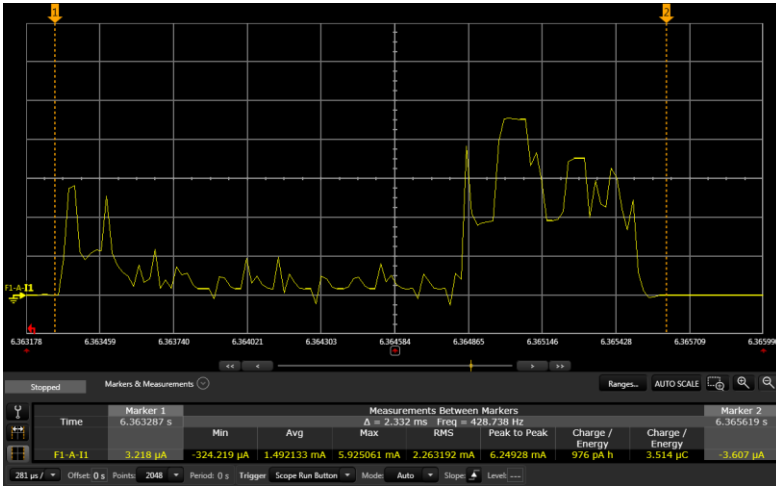 1 2
F1-A-I1
6.363178 6.363459 6.363740 6.364021 6.364303 6.364584 6.364865 6.365146 6.365428 6.365709 6.365990
<< < > >>
Stopped Markers & Measurements Ranges... AUTO SCALE
Marker 1 Measurements Between Markers Marker 2
Time 6.363287 s Δ = 2.332 ms Freq = 428.738 Hz 6.365619 s
Min Avg Max RMS Peak to Peak Charge / Energy Charge / Energy
F1-A-I1 3.218 µA -324.219 µA 1.492133 mA 5.925061 mA 2.263192 mA 6.24928 mA 976 pA h 3.514 µC -3.607 µA
281 µs / Offset: 0 s Points: 2048 Period: 0 s Trigger Scope Run Button Mode: Auto Slope: Level: ---